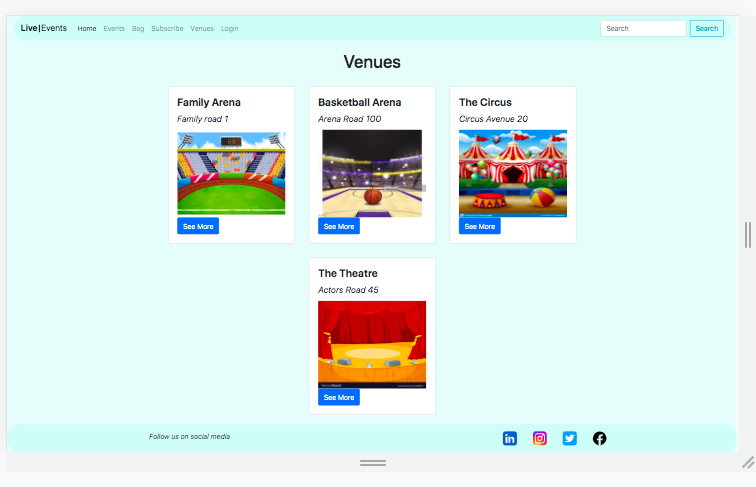 Live|Events Home Events Bag Subscribe Venues Login Search Search
Venues
Family Arena
Family road 1
See More
Basketball Arena
Arena Road 100
See More
The Circus
Circus Avenue 20
See More
The Theatre
Actors Road 45
See More
Follow us on social media
in